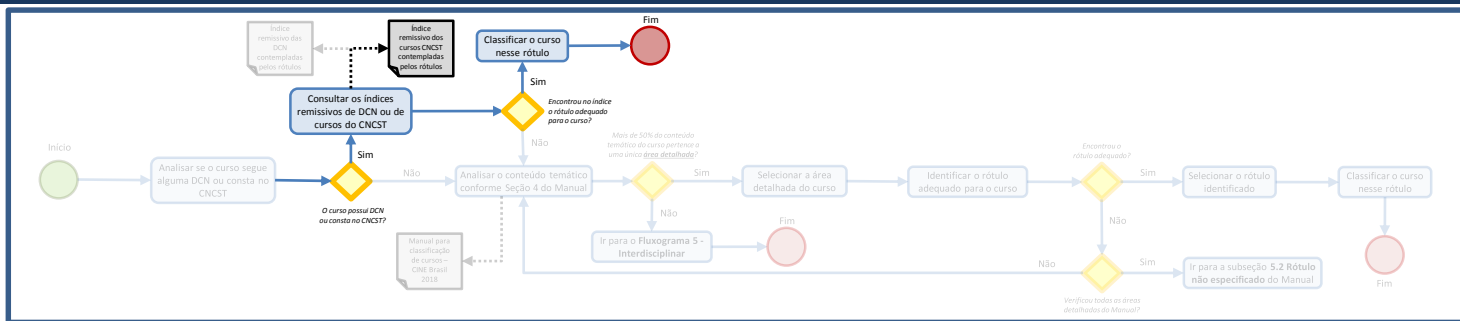 Fim
Índice
remissivo das
DCN
contempladas
pelos rótulos
Índice
remissivo dos
cursos CNCST
contemplados
pelos rótulos
Classificar o curso
nesse rótulo
Sim
Consultar os índices
remissivos de DCN ou de
cursos do CNCST
Encontrou no índice
o rótulo adequado
para o curso?
Sim
Não
Mais de 50% do conteúdo
temático do curso pertence a
uma única área detalhada?
Encontrou o
rótulo adequado?
Início
Analisar se o curso segue
alguma DCN ou consta no
CNCST
Não
Analisar o conteúdo temático
conforme Seção 4 do Manual
Sim
Selecionar a área
detalhada do curso
Identificar o rótulo
adequado para o curso
Sim
Selecionar o rótulo
identificado
Classificar o curso
nesse rótulo
O curso possui DCN
ou consta no CNCST?
Não
Não
Fim
Manual para
classificação
de cursos –
CINE Brasil
2018
Ir para o Fluxograma 5 -
Interdisciplinar
Não
Sim
Ir para a subseção 5.2 Rótulo
não especificado do Manual
Fim
Verificou todas as áreas
detalhadas do Manual?